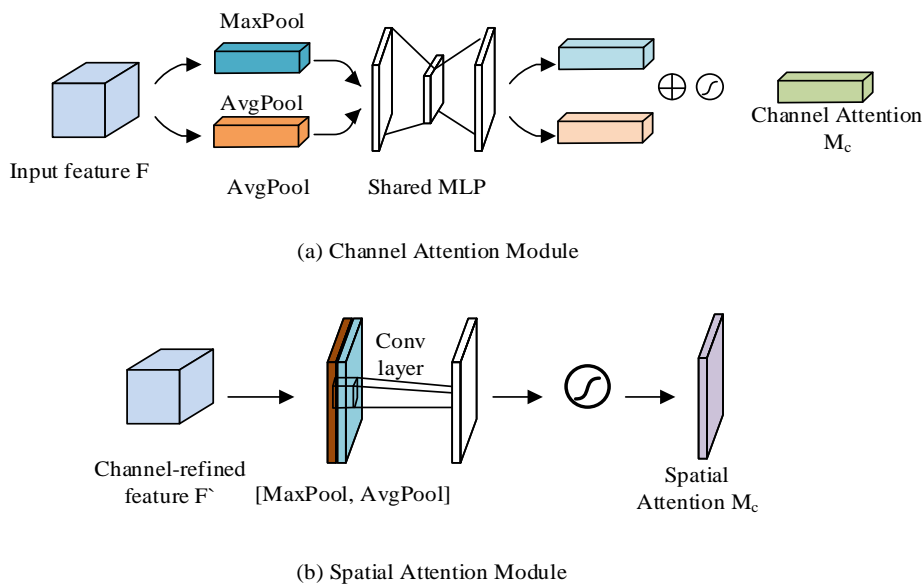 MaxPool
AvgPool
Input feature F
AvgPool
Shared MLP
Channel Attention
Mc
(a) Channel Attention Module
Conv
layer
Channel-refined
feature F`
[MaxPool, AvgPool]
Spatial
Attention Mc
(b) Spatial Attention Module